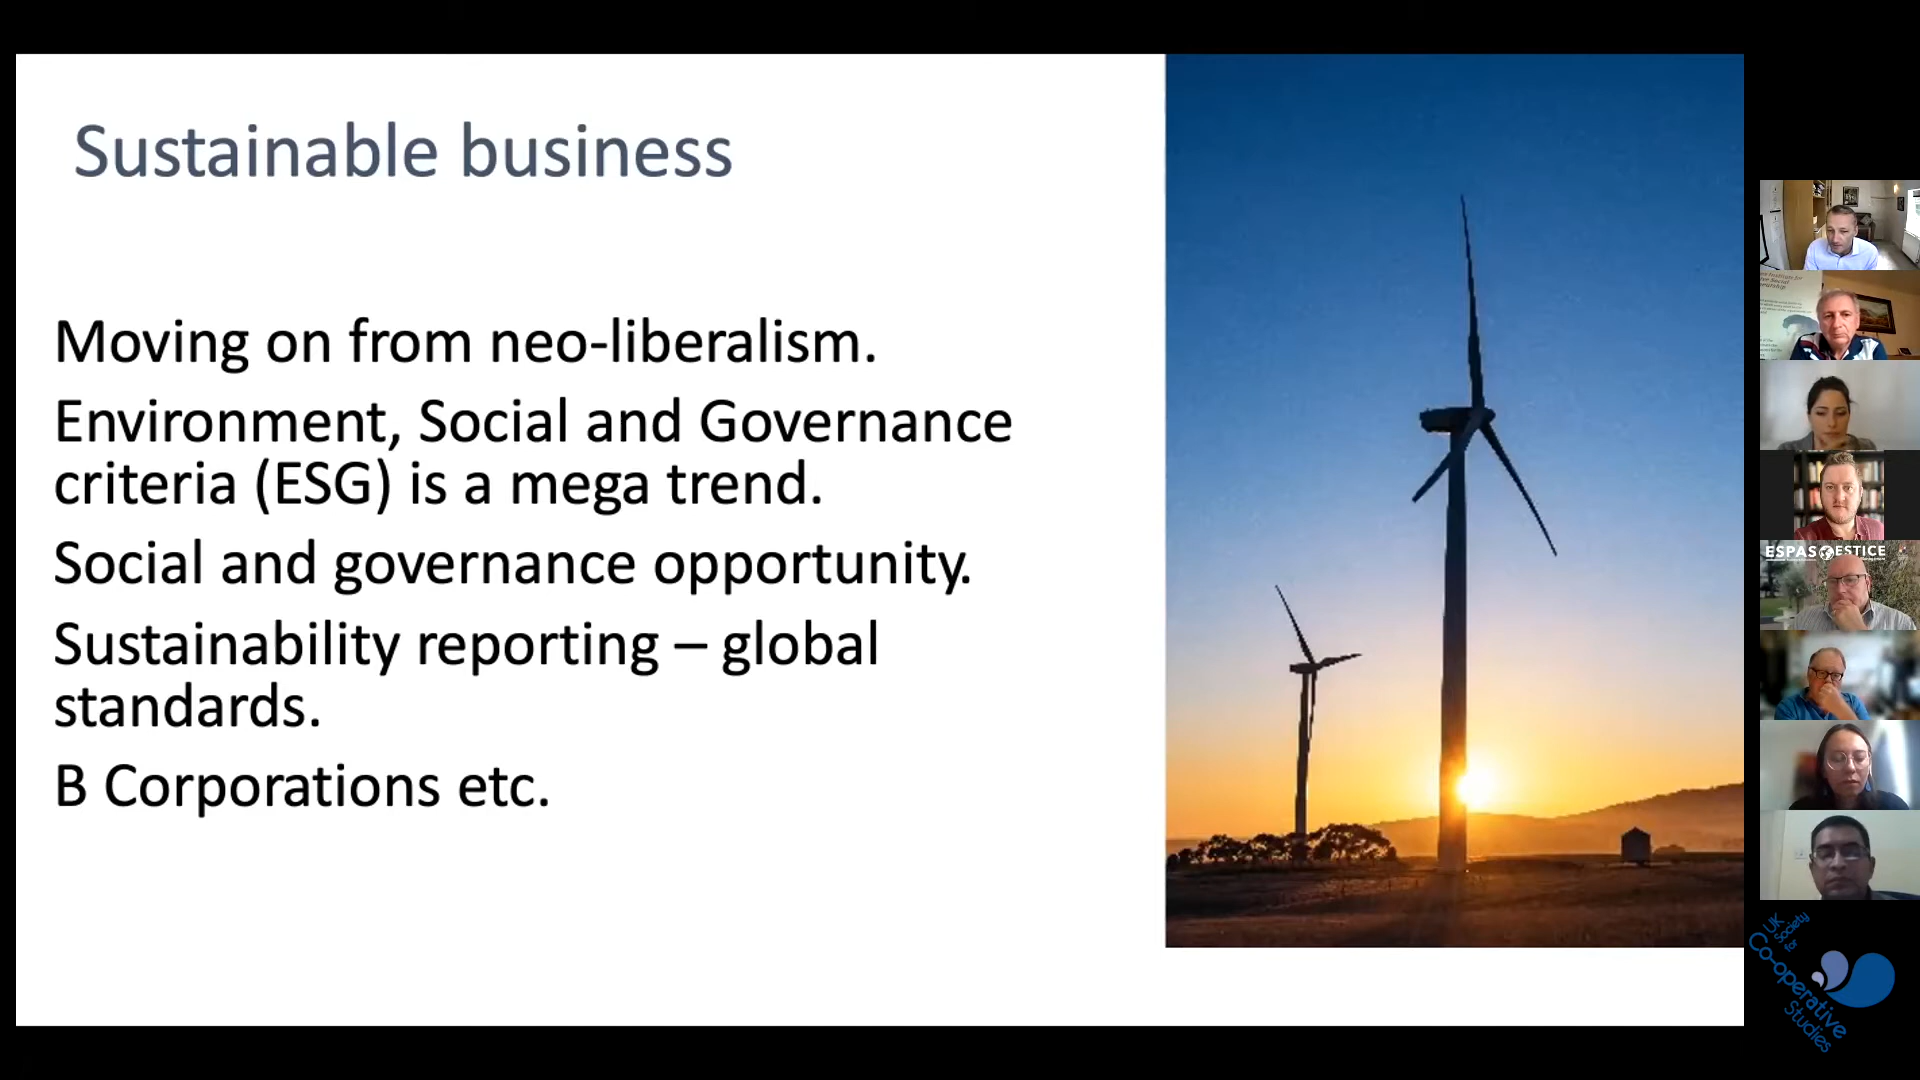 Sustainable business
Moving on from neo-liberalism.
Environment, Social and Governance
criteria (ESG) is a mega trend.
Social and governance opportunity.
Sustainability reporting – global
standards.
B Corporations etc.
ESPAS ESTICE
UK
Society
for
Co-operative
Studies